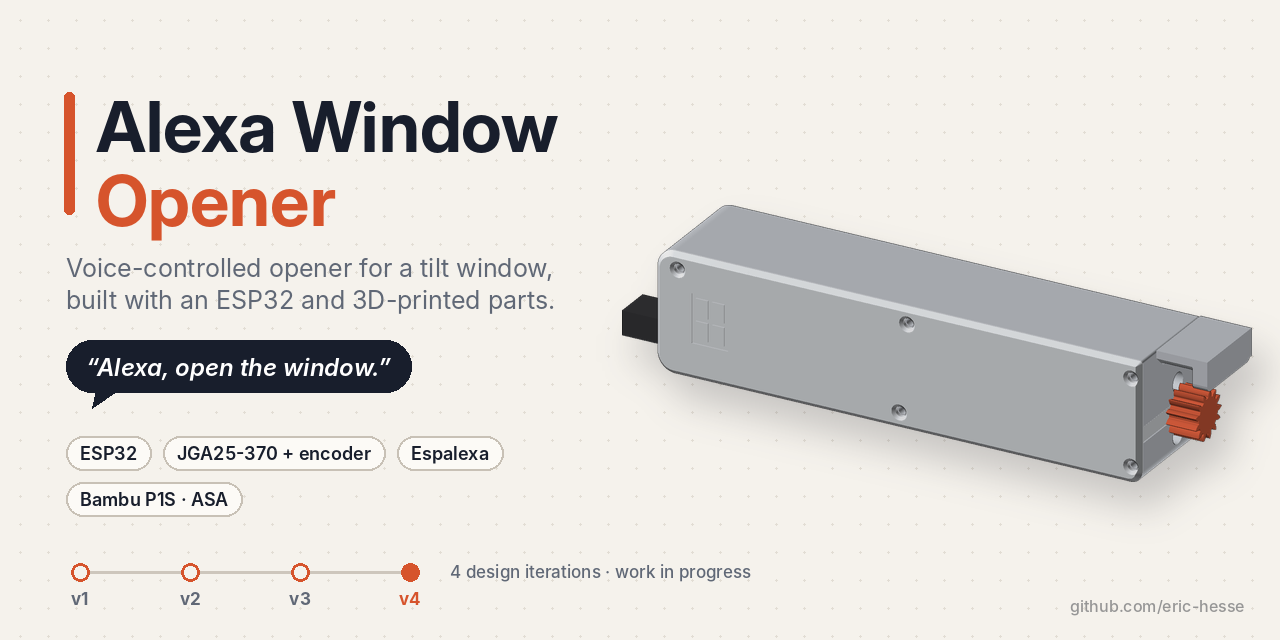 Alexa Window
Opener
Voice-controlled opener for a tilt window,
built with an ESP32 and 3D-printed parts.
“Alexa, open the window.”
ESP32
JGA25-370 + encoder
Espalexa
Bambu P1S · ASA
v1
v2
v3
v4
4 design iterations · work in progress
github.com/eric-hesse